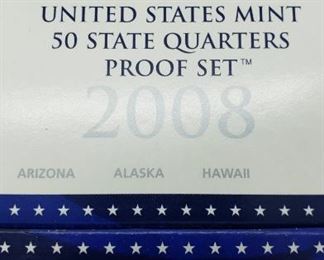 UNITED STATES MINT
50 STATE QUARTERS
PROOF SET™
2008
ARIZONA ALASKA HAWAII